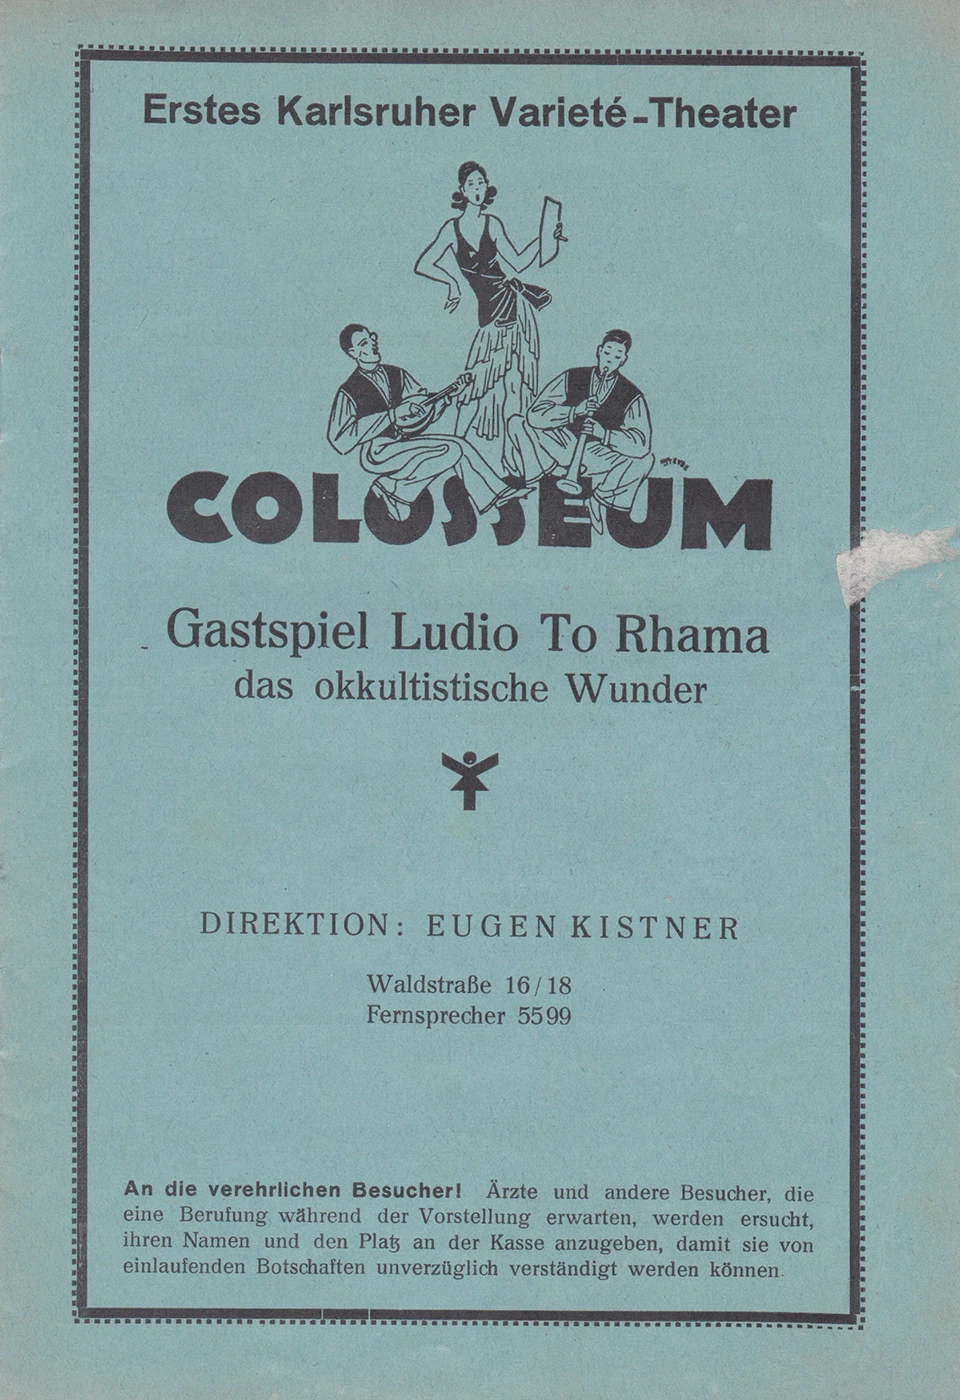 Erstes Karlsruher Varieté-Theater
COLOSSEUM
Gastspiel Ludio To Rhama
das okkultistische Wunder
DIREKTION: EUGEN KISTNER
Waldstraße 16/18
Fernsprecher 5599
An die verehrlichen Besucher! Ärzte und andere Besucher, die
eine Berufung während der Vorstellung erwarten, werden ersucht,
ihren Namen und den Platz an der Kasse anzugeben, damit sie von
einlaufenden Botschaften unverzüglich verständigt werden können.